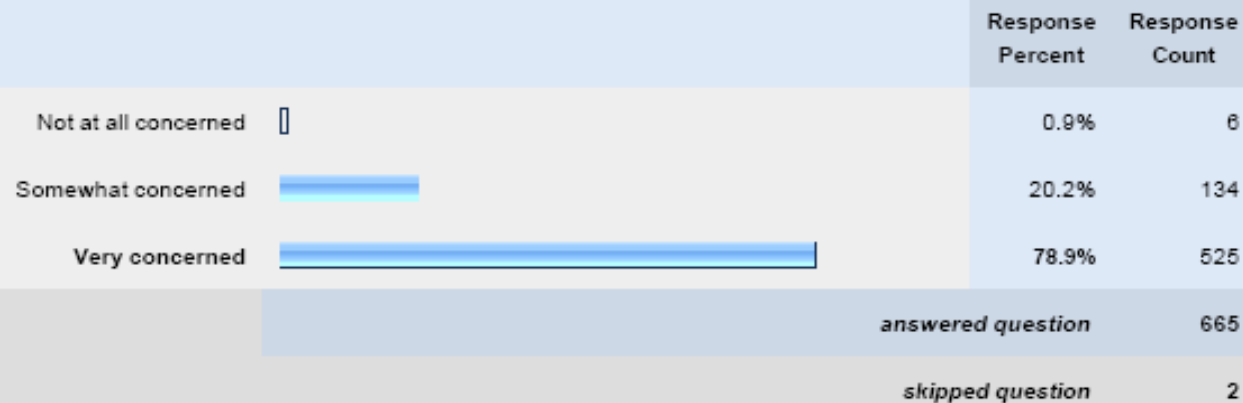 Response Percent Response Count
Not at all concerned 0.9% 6
Somewhat concerned 20.2% 134
Very concerned 78.9% 525
answered question 665
skipped question 2